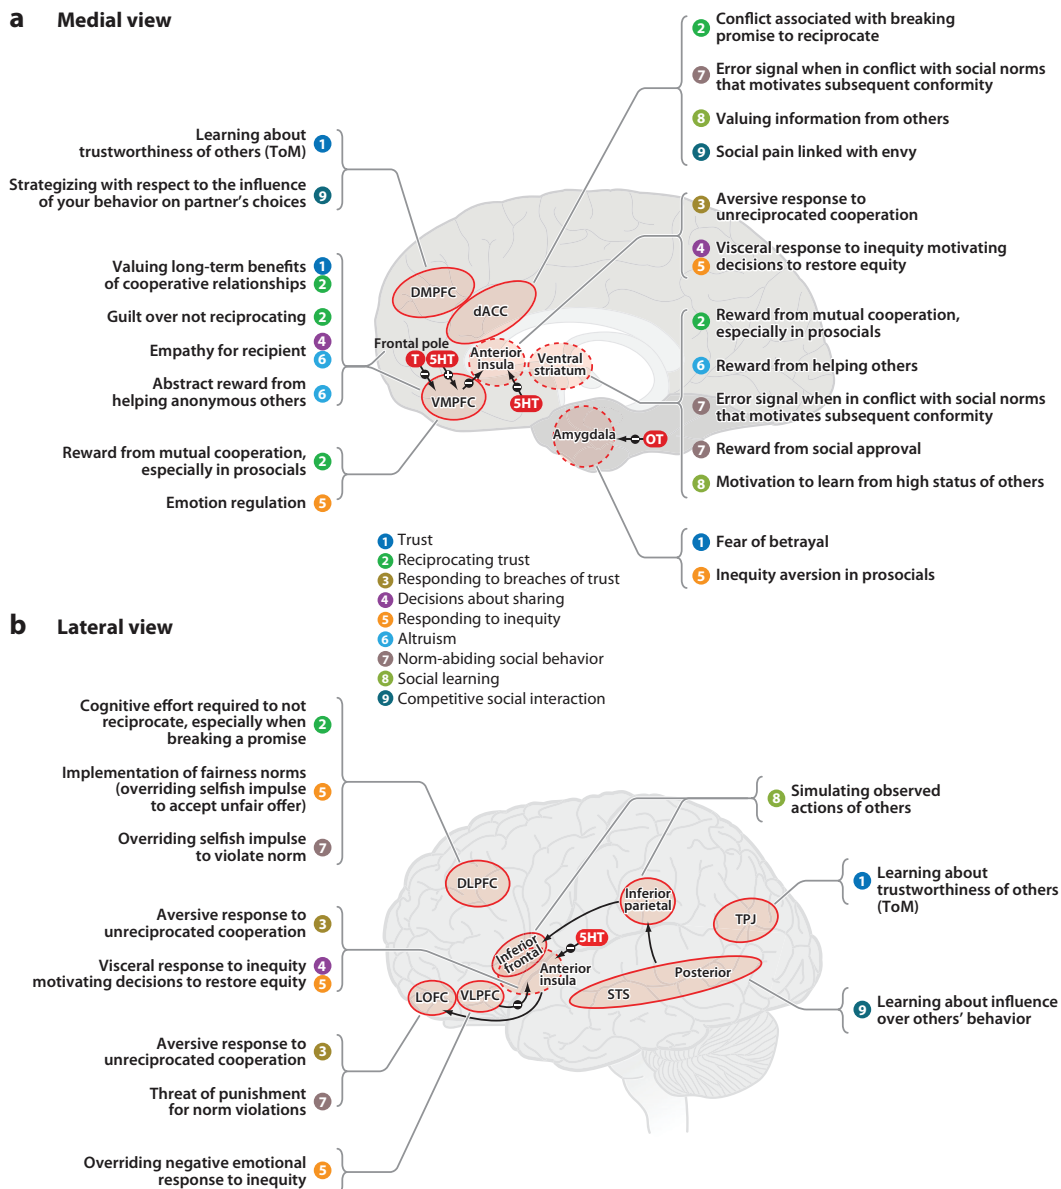 a Medial view
2 Conflict associated with breaking
promise to reciprocate
7 Error signal when in conflict with social norms
that motivates subsequent conformity
8 Valuing information from others
9 Social pain linked with envy
Learning about
trustworthiness of others (ToM) 1
Strategizing with respect to the influence
of your behavior on partner’s choices 9
3 Aversive response to
unreciprocated cooperation
4 Visceral response to inequity motivating
5 decisions to restore equity
Valuing long-term benefits 1
of cooperative relationships 2
Guilt over not reciprocating 2
Empathy for recipient 4
6
Abstract reward from
helping anonymous others 6
Reward from mutual cooperation,
especially in prosocials 2
Emotion regulation 5
DMPFC
dACC
Frontal pole
T
5HT
Anterior
insula
Ventral
striatum
VMPFC
5HT
Amygdala
OT
2 Reward from mutual cooperation,
especially in prosocials
6 Reward from helping others
7 Error signal when in conflict with social norms
that motivates subsequent conformity
7 Reward from social approval
8 Motivation to learn from high status of others
1 Fear of betrayal
5 Inequity aversion in prosocials
1 Trust
2 Reciprocating trust
3 Responding to breaches of trust
4 Decisions about sharing
5 Responding to inequity
6 Altruism
7 Norm-abiding social behavior
8 Social learning
9 Competitive social interaction
b Lateral view
Cognitive effort required to not
reciprocate, especially when 2
breaking a promise
Implementation of fairness norms
(overriding selfish impulse 5
to accept unfair offer)
Overriding selfish impulse
to violate norm 7
Aversive response to
unreciprocated cooperation 3
Visceral response to inequity 4
motivating decisions to restore equity 5
Aversive response to
unreciprocated cooperation 3
Threat of punishment
for norm violations 7
Overriding negative emotional
response to inequity 5
DLPFC
Inferior
parietal
TPJ
Inferior
frontal
5HT
Anterior
insula
Posterior
STS
LOFC
VLPFC
8 Simulating observed
actions of others
1 Learning about
trustworthiness of others
(ToM)
9 Learning about influence
over others’ behavior